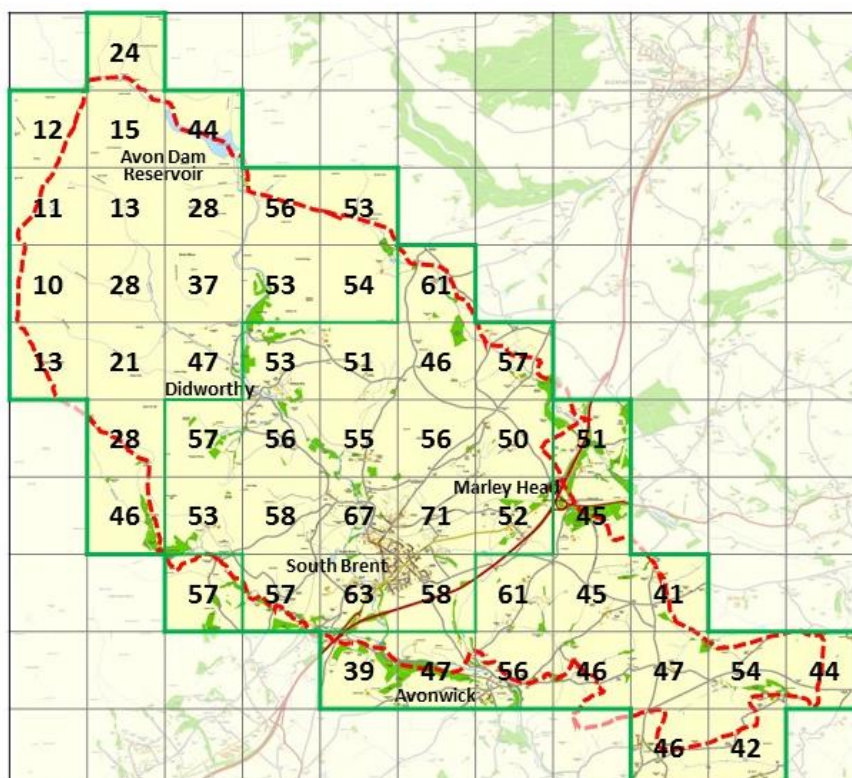 24
12 15 44
Avon Dam
Reservoir
11 13 28 56 53
10 28 37 53 54 61
13 21 47 53 51 46 57
Didworthy
28 57 56 55 56 50 51
Marley Head
46 53 58 67 71 52 45
South Brent
57 57 63 58 61 45 41
39 47 56 46 47 54 44
Avonwick
46 42